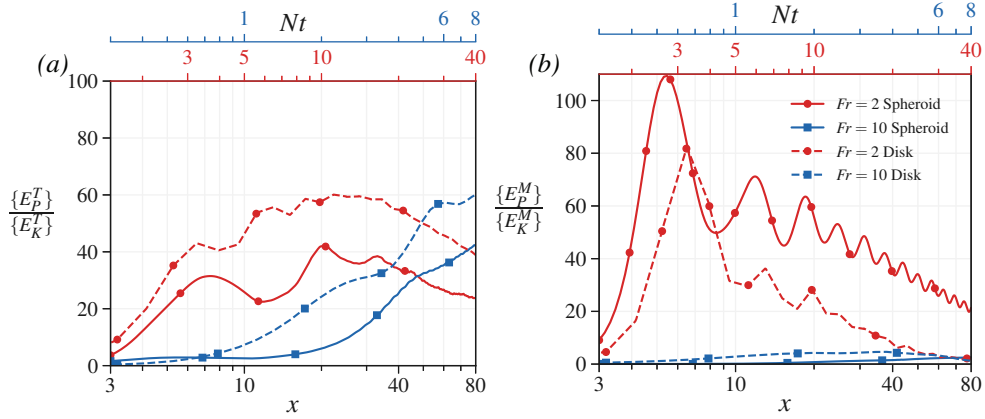 Nt
1 6 8
3 5 10 40
(a)
100
80
60
40
20
0
{E_P^T}
{E_K^T}
3 10 20 40 80
x
Nt
1 6 8
3 5 10 40
(b)
100
80
60
40
20
0
{E_P^M}
{E_K^M}
Fr = 2 Spheroid
Fr = 10 Spheroid
Fr = 2 Disk
Fr = 10 Disk
3 10 20 40 80
x